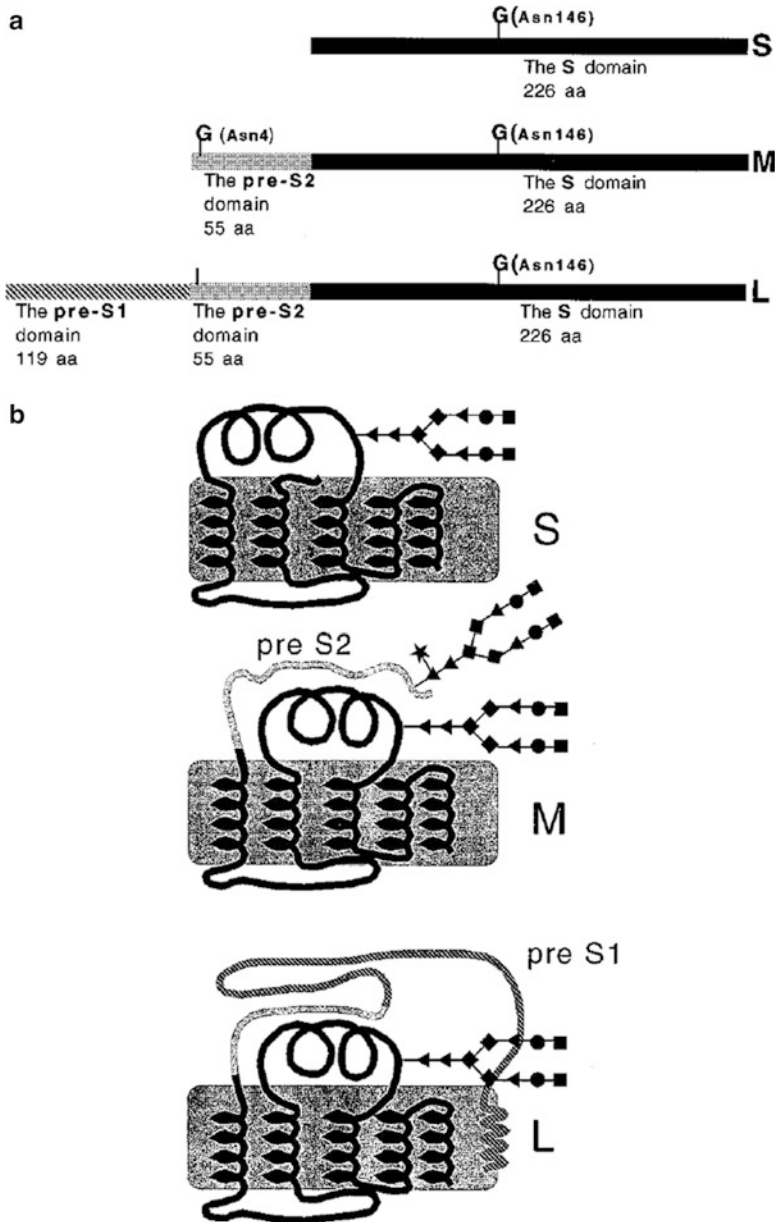 a
G(Asn146)
S
The S domain
226 aa
G (Asn4)
G(Asn146)
M
The pre-S2
domain
55 aa
The S domain
226 aa
G(Asn146)
L
The pre-S1
domain
119 aa
The pre-S2
domain
55 aa
The S domain
226 aa
b
S
pre S2
M
pre S1
L